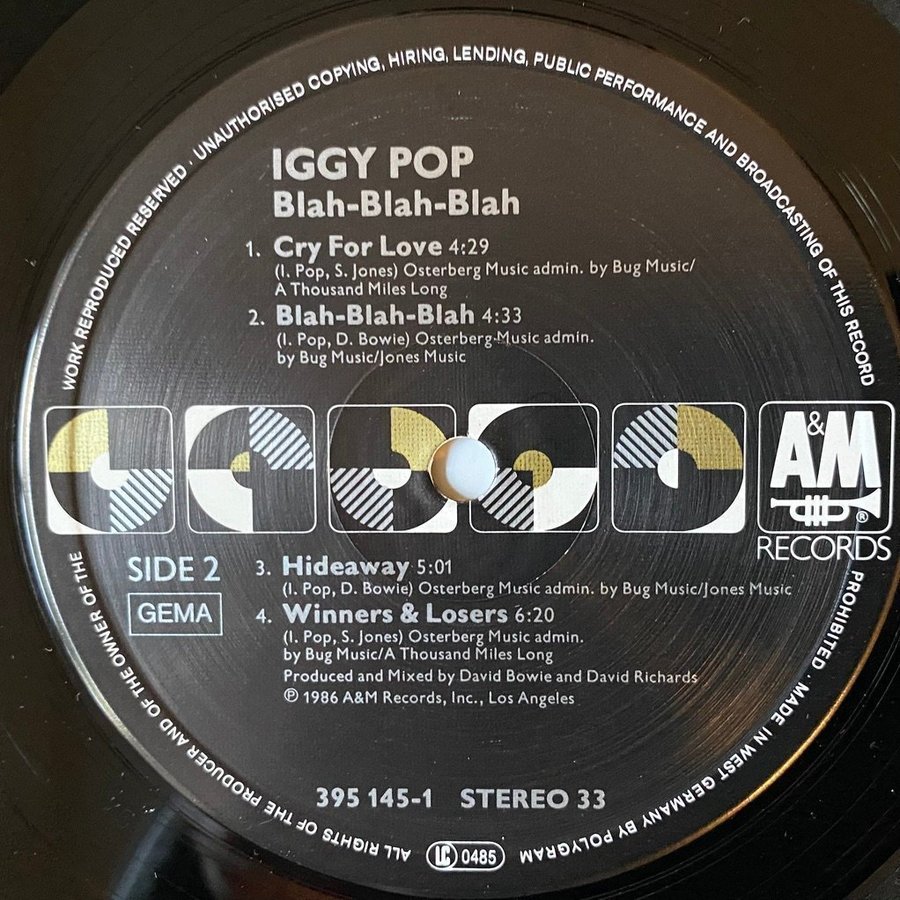 IGGY POP
Blah-Blah-Blah
1. Cry For Love 4:29
(I. Pop, S. Jones) Osterberg Music admin. by Bug Music/
A Thousand Miles Long
2. Blah-Blah-Blah 4:33
(I. Pop, D. Bowie) Osterberg Music admin.
by Bug Music/Jones Music
A&M
®
RECORDS
SIDE 2
GEMA
3. Hideaway 5:01
(I. Pop, D. Bowie) Osterberg Music admin. by Bug Music/Jones Music
4. Winners & Losers 6:20
(I. Pop, S. Jones) Osterberg Music admin.
by Bug Music/A Thousand Miles Long
Produced and Mixed by David Bowie and David Richards
℗ 1986 A&M Records, Inc., Los Angeles
395 145-1 STEREO 33
LC 0485
ALL RIGHTS OF THE PRODUCER AND OF THE OWNER OF THE WORK REPRODUCED RESERVED · UNAUTHORISED COPYING, HIRING, LENDING, PUBLIC PERFORMANCE AND BROADCASTING OF THIS RECORD PROHIBITED · MADE IN WEST GERMANY BY POLYGRAM